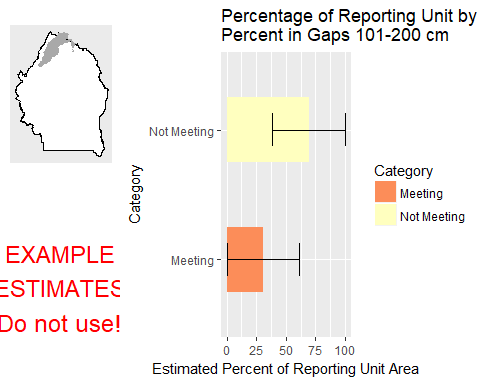 Percentage of Reporting Unit by
Percent in Gaps 101-200 cm
Not Meeting
Meeting
Category
0 25 50 75 100
Estimated Percent of Reporting Unit Area
Category
Meeting
Not Meeting
EXAMPLE
ESTIMATES
Do not use!